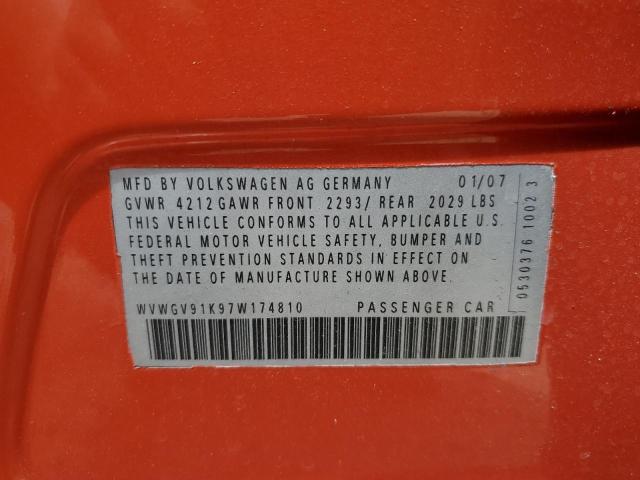 MFD BY VOLKSWAGEN AG GERMANY 01/07
GVWR 4212 GAWR FRONT 2293/ REAR 2029 LBS
THIS VEHICLE CONFORMS TO ALL APPLICABLE U.S.
FEDERAL MOTOR VEHICLE SAFETY, BUMPER AND
THEFT PREVENTION STANDARDS IN EFFECT ON
THE DATE OF MANUFACTURE SHOWN ABOVE.
WVWGV91K97W174810 PASSENGER CAR
0530376 1002 3